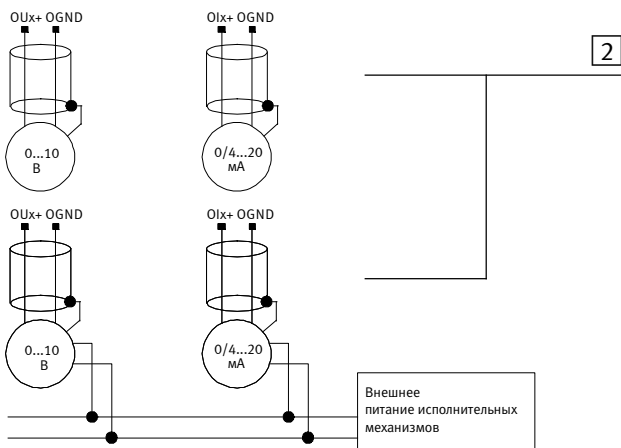 OUx+ OGND
OIx+ OGND
2
0...10
В
0/4...20
мА
OUx+ OGND
OIx+ OGND
0...10
В
0/4...20
мА
Внешнее
питание исполнительных
механизмов